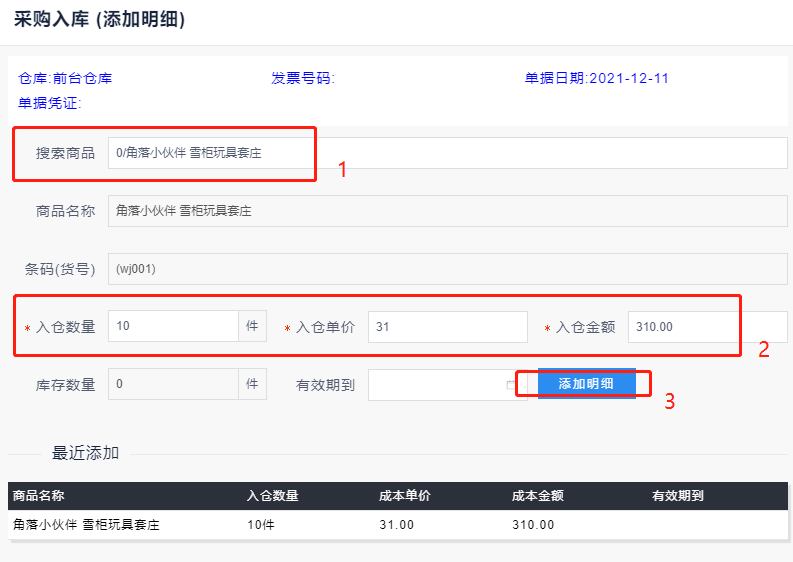 采购入库 (添加明细)
仓库:前台仓库 发票号码: 单据日期:2021-12-11
单据凭证:
搜索商品 0/角落小伙伴 雪柜玩具套庄 1
商品名称 角落小伙伴 雪柜玩具套庄
条码(货号) (wj001)
* 入仓数量 10 件 * 入仓单价 31 * 入仓金额 310.00 2
库存数量 0 件 有效期到 添加明细 3
最近添加
商品名称 入仓数量 成本单价 成本金额 有效期到
角落小伙伴 雪柜玩具套庄 10件 31.00 310.00